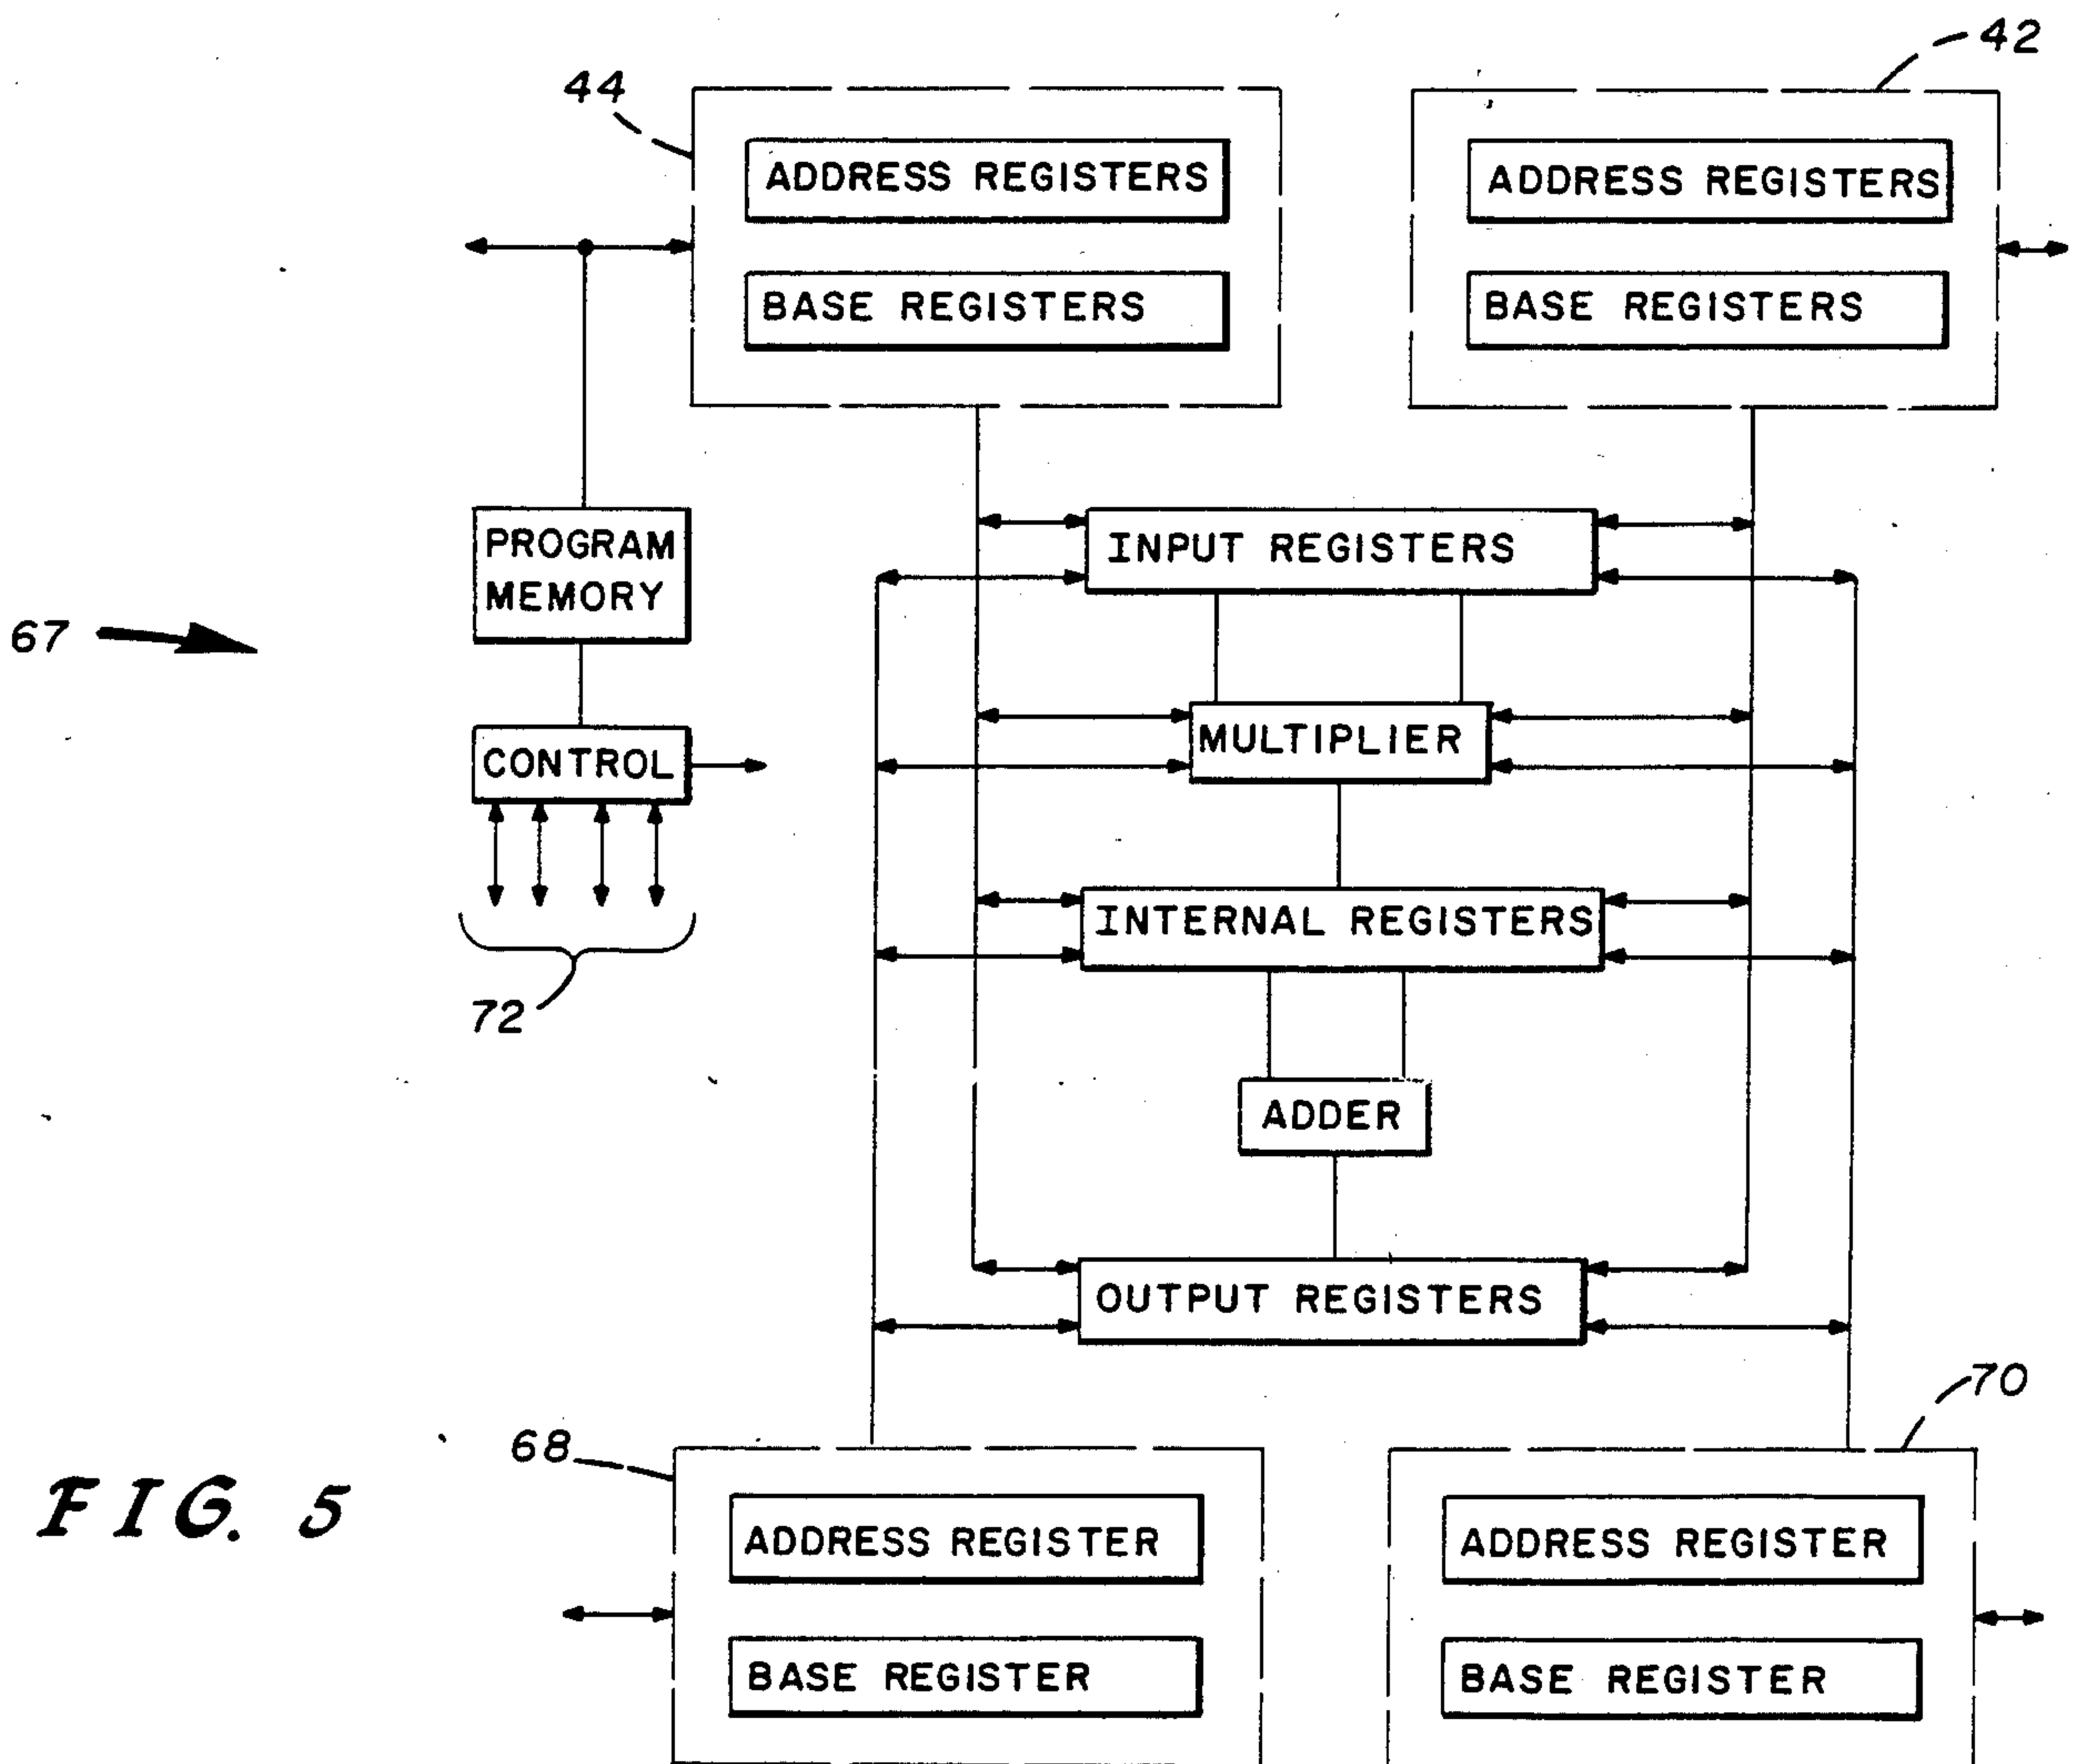 42
44
ADDRESS REGISTERS
ADDRESS REGISTERS
BASE REGISTERS
BASE REGISTERS
PROGRAM
MEMORY
INPUT REGISTERS
67
MULTIPLIER
CONTROL
INTERNAL REGISTERS
72
ADDER
OUTPUT REGISTERS
70
68
FIG. 5
ADDRESS REGISTER
ADDRESS REGISTER
BASE REGISTER
BASE REGISTER